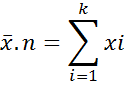 x̄.n = ∑_{i=1}^{k} xi